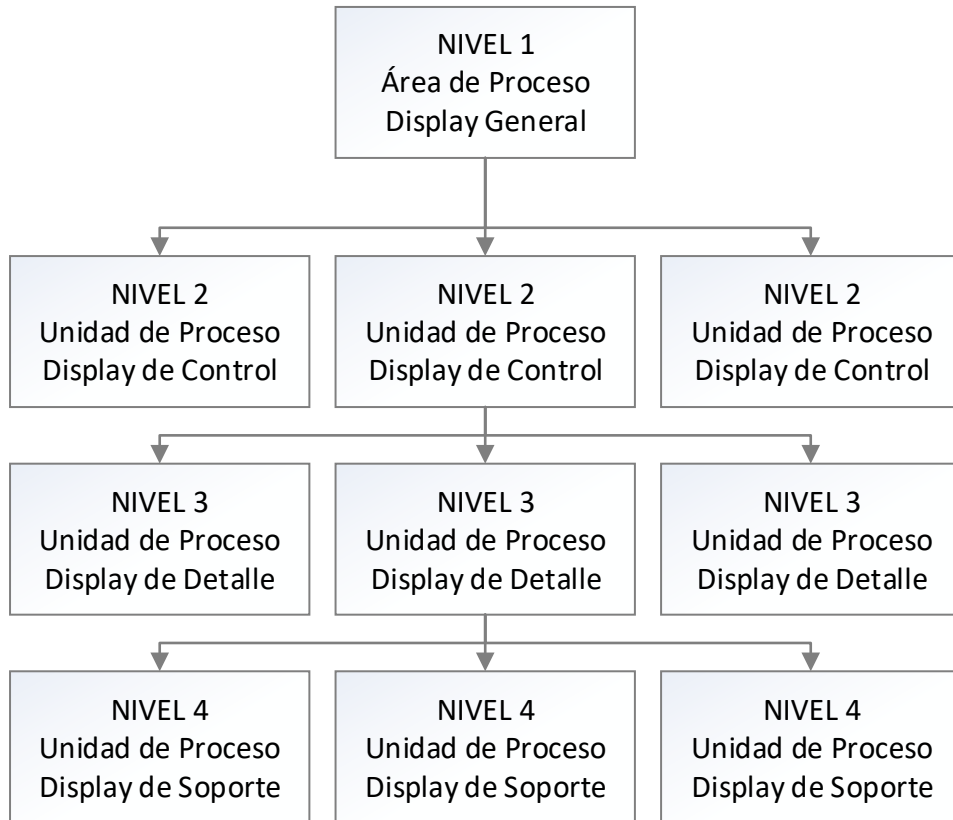 NIVEL 1
Área de Proceso
Display General
NIVEL 2
Unidad de Proceso
Display de Control
NIVEL 2
Unidad de Proceso
Display de Control
NIVEL 2
Unidad de Proceso
Display de Control
NIVEL 3
Unidad de Proceso
Display de Detalle
NIVEL 3
Unidad de Proceso
Display de Detalle
NIVEL 3
Unidad de Proceso
Display de Detalle
NIVEL 4
Unidad de Proceso
Display de Soporte
NIVEL 4
Unidad de Proceso
Display de Soporte
NIVEL 4
Unidad de Proceso
Display de Soporte